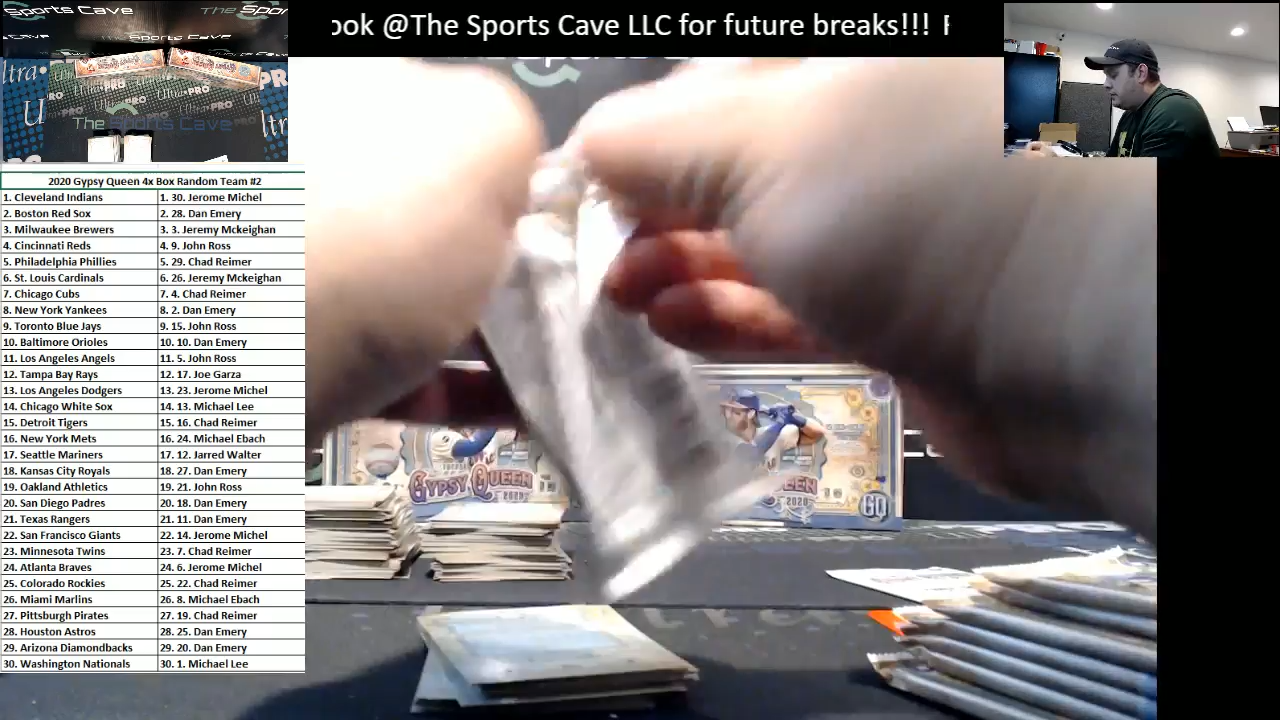 ook @The Sports Cave LLC for future breaks!!!
The Sports Cave
2020 Gypsy Queen 4x Box Random Team #2
1. Cleveland Indians 1. 30. Jerome Michel
2. Boston Red Sox 2. 28. Dan Emery
3. Milwaukee Brewers 3. 3. Jeremy Mckeighan
4. Cincinnati Reds 4. 9. John Ross
5. Philadelphia Phillies 5. 29. Chad Reimer
6. St. Louis Cardinals 6. 26. Jeremy Mckeighan
7. Chicago Cubs 7. 4. Chad Reimer
8. New York Yankees 8. 2. Dan Emery
9. Toronto Blue Jays 9. 15. John Ross
10. Baltimore Orioles 10. 10. Dan Emery
11. Los Angeles Angels 11. 5. John Ross
12. Tampa Bay Rays 12. 17. Joe Garza
13. Los Angeles Dodgers 13. 23. Jerome Michel
14. Chicago White Sox 14. 13. Michael Lee
15. Detroit Tigers 15. 16. Chad Reimer
16. New York Mets 16. 24. Michael Ebach
17. Seattle Mariners 17. 12. Jarred Walter
18. Kansas City Royals 18. 27. Dan Emery
19. Oakland Athletics 19. 21. John Ross
20. San Diego Padres 20. 18. Dan Emery
21. Texas Rangers 21. 11. Dan Emery
22. San Francisco Giants 22. 14. Jerome Michel
23. Minnesota Twins 23. 7. Chad Reimer
24. Atlanta Braves 24. 6. Jerome Michel
25. Colorado Rockies 25. 22. Chad Reimer
26. Miami Marlins 26. 8. Michael Ebach
27. Pittsburgh Pirates 27. 19. Chad Reimer
28. Houston Astros 28. 25. Dan Emery
29. Arizona Diamondbacks 29. 20. Dan Emery
30. Washington Nationals 30. 1. Michael Lee
GYPSY QUEEN
2020
2020
GQ